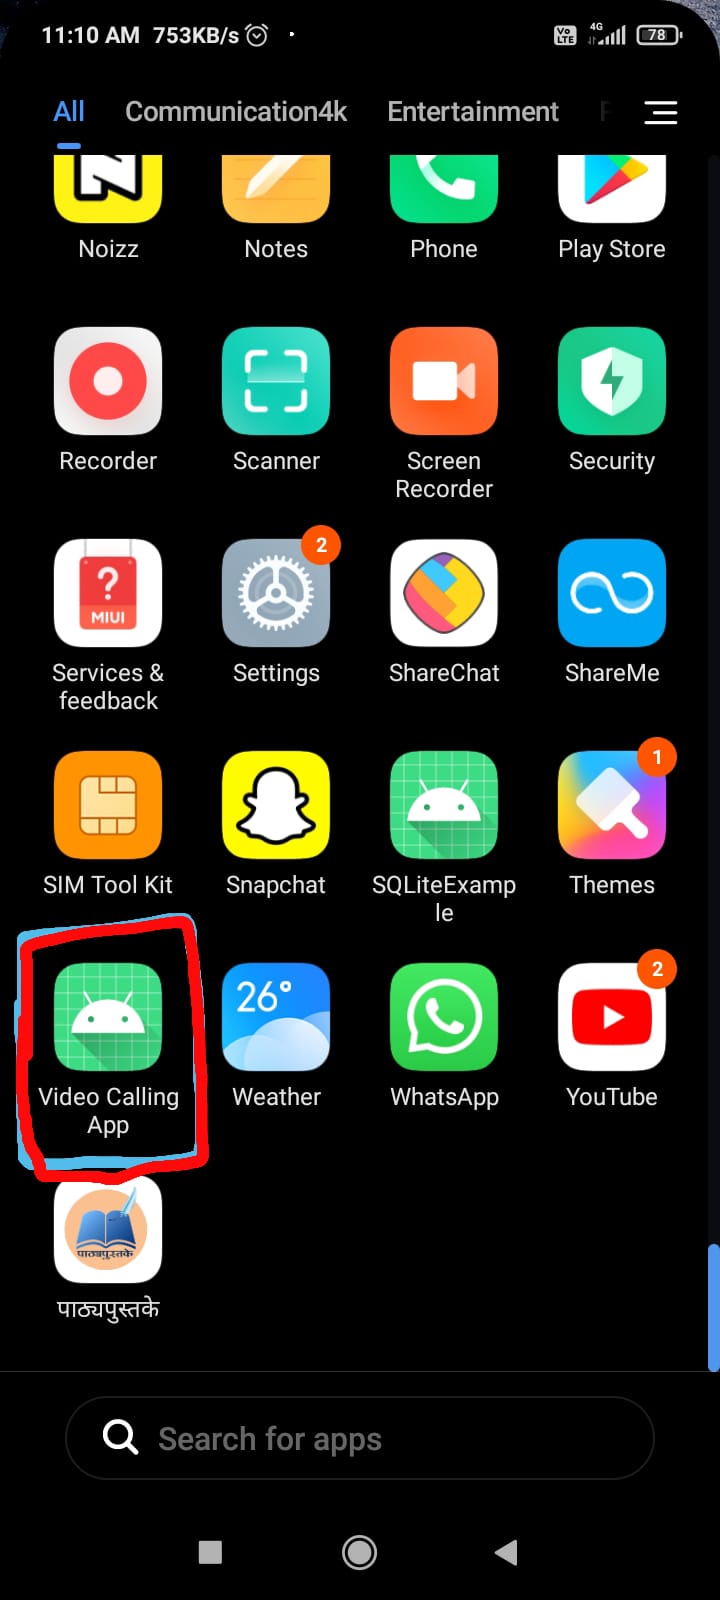 11:10 AM 753KB/s Vo LTE 4G 78
All Communication4k Entertainment
Noizz Notes Phone Play Store
Recorder Scanner Screen Security
Recorder
2
?
MIUI
Services & Settings ShareChat ShareMe
feedback
1
SIM Tool Kit Snapchat SQLiteExamp Themes
le
2
26°
Video Calling Weather WhatsApp YouTube
App
पाठ्यपुस्तके
पाठ्यपुस्तके
Search for apps